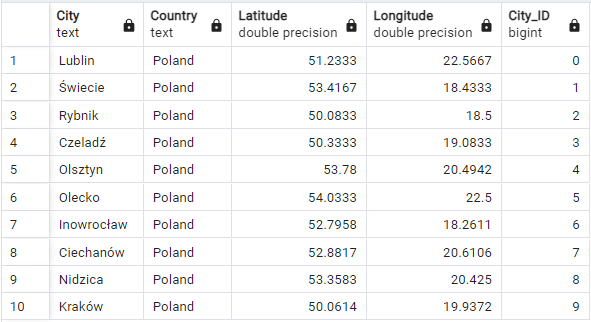 City Country Latitude Longitude City_ID
text text double precision double precision bigint
1 Lublin Poland 51.2333 22.5667 0
2 Świecie Poland 53.4167 18.4333 1
3 Rybnik Poland 50.0833 18.5 2
4 Czeladź Poland 50.3333 19.0833 3
5 Olsztyn Poland 53.78 20.4942 4
6 Olecko Poland 54.0333 22.5 5
7 Inowrocław Poland 52.7958 18.2611 6
8 Ciechanów Poland 52.8817 20.6106 7
9 Nidzica Poland 53.3583 20.425 8
10 Kraków Poland 50.0614 19.9372 9